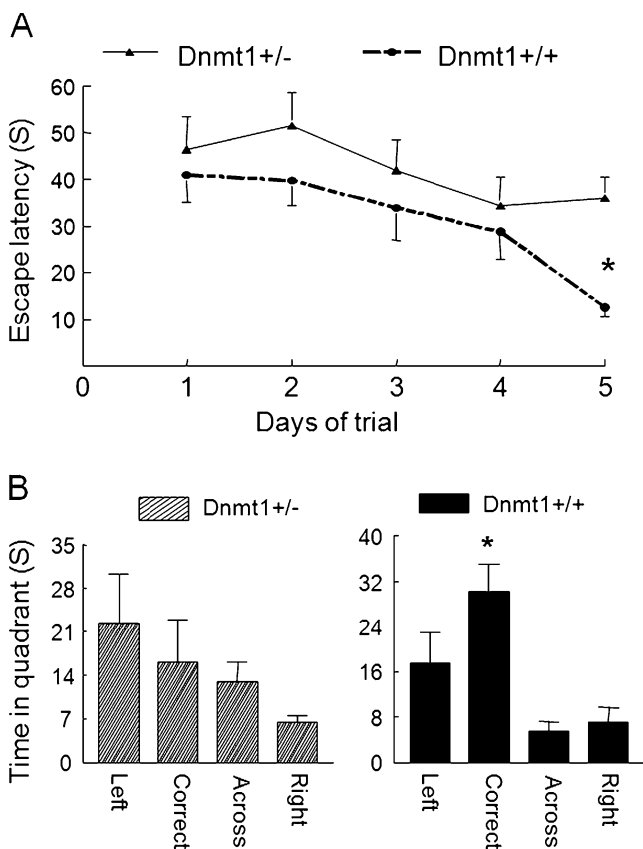 A
Dnmt1+/- Dnmt1+/+
Escape latency (S)
60
50
40
30
20
10
*
0 1 2 3 4 5
Days of trial
B
Dnmt1+/- Dnmt1+/+
Time in quadrant (S)
35
28
21
14
7
0
Left Correct Across Right
40
32
24
16
8
0
*
Left Correct Across Right